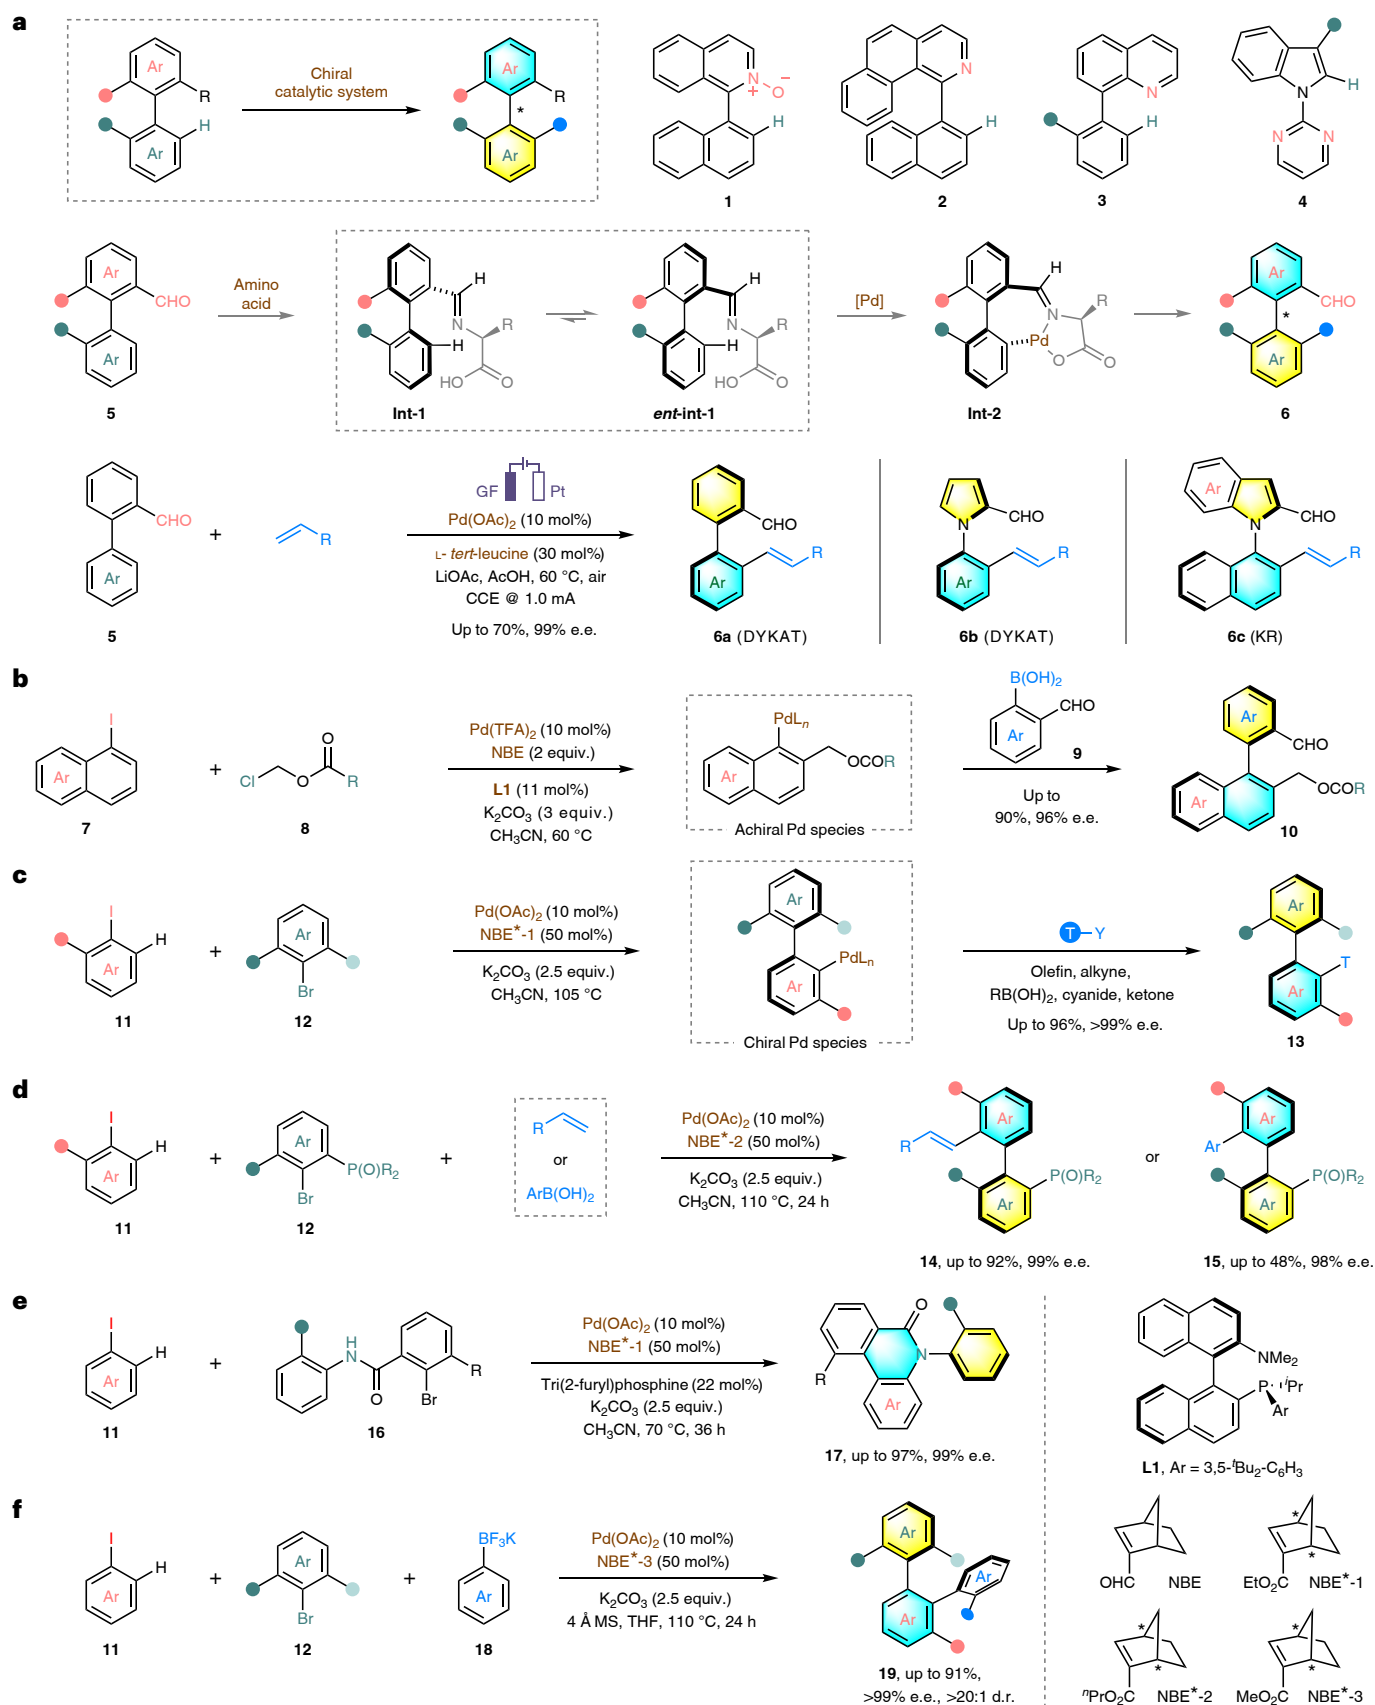 a
Ar
R
H
Ar
Chiral
catalytic system
Ar
R
*
Ar
N
+
O
−
H
1
N
H
2
N
H
3
H
N
N
N
4
Ar
CHO
Ar
5
Amino
acid
H
N
R
H
HO
O
Int-1
H
N
R
H
HO
O
ent-int-1
[Pd]
H
N
R
Pd
O
O
Int-2
Ar
CHO
*
Ar
6
CHO
Ar
5
+
R
GF
Pt
Pd(OAc)2 (10 mol%)
L-tert-leucine (30 mol%)
LiOAc, AcOH, 60 °C, air
CCE @ 1.0 mA
Up to 70%, 99% e.e.
CHO
R
Ar
6a (DYKAT)
N
CHO
R
Ar
6b (DYKAT)
Ar
N
CHO
R
6c (KR)
b
I
Ar
7
+
Cl
O
O
R
8
Pd(TFA)2 (10 mol%)
NBE (2 equiv.)
L1 (11 mol%)
K2CO3 (3 equiv.)
CH3CN, 60 °C
PdLn
OCOR
Ar
Achiral Pd species
B(OH)2
CHO
Ar
9
Up to
90%, 96% e.e.
Ar
CHO
OCOR
Ar
10
c
I
H
Ar
11
+
Ar
Br
12
Pd(OAc)2 (10 mol%)
NBE*-1 (50 mol%)
K2CO3 (2.5 equiv.)
CH3CN, 105 °C
Ar
PdLn
Ar
Chiral Pd species
T–Y
Olefin, alkyne,
RB(OH)2, cyanide, ketone
Up to 96%, >99% e.e.
Ar
T
Ar
13
d
I
H
Ar
11
+
Ar
P(O)R2
Br
12
+
R
or
ArB(OH)2
Pd(OAc)2 (10 mol%)
NBE*-2 (50 mol%)
K2CO3 (2.5 equiv.)
CH3CN, 110 °C, 24 h
Ar
R
P(O)R2
Ar
14, up to 92%, 99% e.e.
or
Ar
Ar
P(O)R2
Ar
15, up to 48%, 98% e.e.
e
I
H
Ar
11
+
H
N
O
Br
R
16
Pd(OAc)2 (10 mol%)
NBE*-1 (50 mol%)
Tri(2-furyl)phosphine (22 mol%)
K2CO3 (2.5 equiv.)
CH3CN, 70 °C, 36 h
O
N
R
Ar
17, up to 97%, 99% e.e.
NMe2
P
iPr
Ar
L1, Ar = 3,5-tBu2-C6H3
f
I
H
Ar
11
+
Ar
Br
12
+
BF3K
Ar
18
Pd(OAc)2 (10 mol%)
NBE*-3 (50 mol%)
K2CO3 (2.5 equiv.)
4 Å MS, THF, 110 °C, 24 h
Ar
Ar
Ar
19, up to 91%,
>99% e.e., >20:1 d.r.
OHC
NBE
*
*
EtO2C
NBE*-1
*
*
nPrO2C
NBE*-2
*
*
MeO2C
NBE*-3